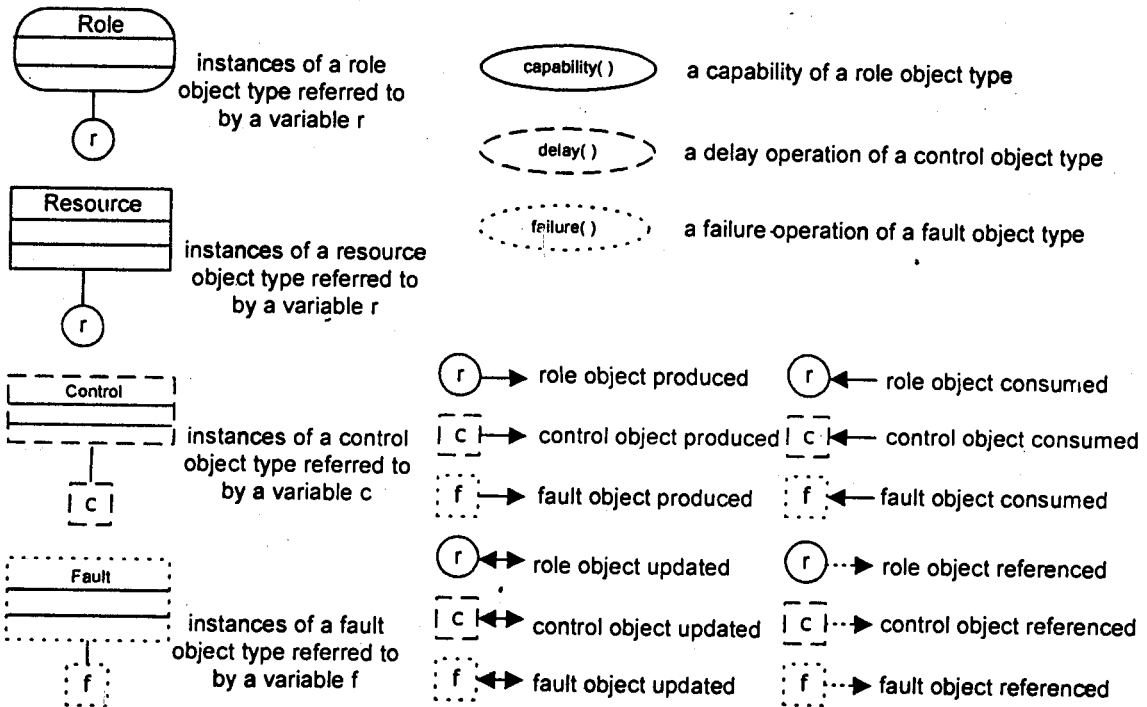 Role
instances of a role
object type referred to
by a variable r
r
Resource
instances of a resource
object type referred to
by a variable r
r
Control
instances of a control
object type referred to
by a variable c
c
Fault
instances of a fault
object type referred to
by a variable f
f
capability( ) a capability of a role object type
delay( ) a delay operation of a control object type
failure( ) a failure operation of a fault object type
r role object produced
r role object consumed
c control object produced
c control object consumed
f fault object produced
f fault object consumed
r role object updated
r role object referenced
c control object updated
c control object referenced
f fault object updated
f fault object referenced